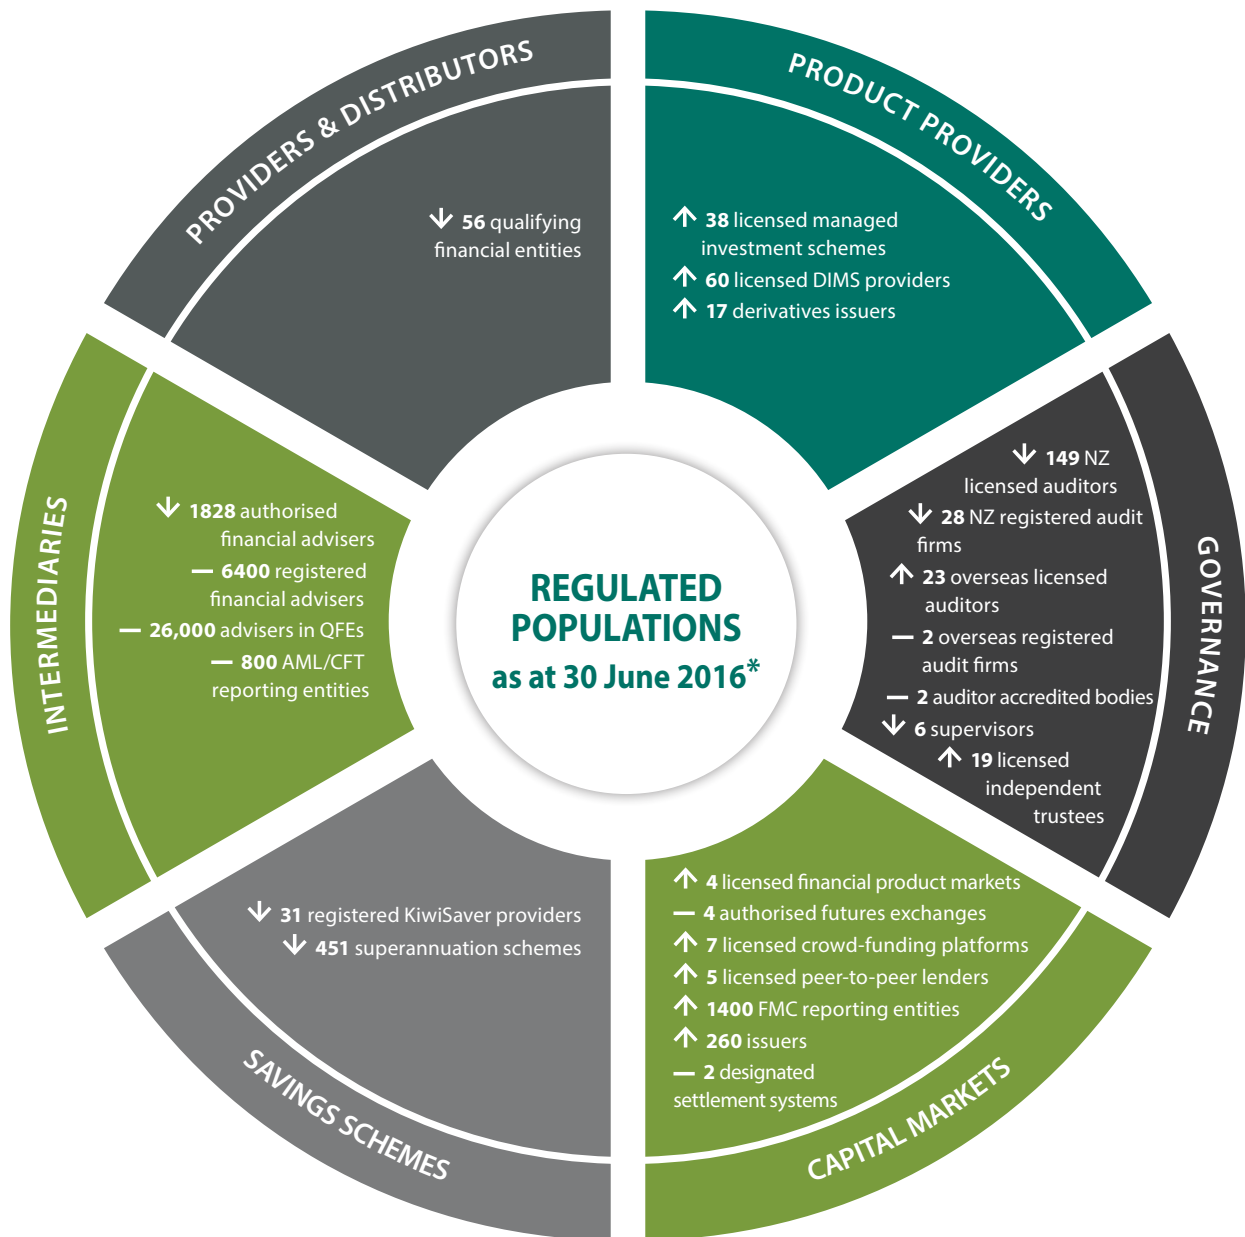 PROVIDERS & DISTRIBUTORS
↓ 56 qualifying
financial entities
PRODUCT PROVIDERS
↑ 38 licensed managed
investment schemes
↑ 60 licensed DIMS providers
↑ 17 derivatives issuers
GOVERNANCE
↓ 149 NZ
licensed auditors
↓ 28 NZ registered audit
firms
↑ 23 overseas licensed
auditors
— 2 overseas registered
audit firms
— 2 auditor accredited bodies
↓ 6 supervisors
↑ 19 licensed
independent
trustees
CAPITAL MARKETS
↑ 4 licensed financial product markets
— 4 authorised futures exchanges
↑ 7 licensed crowd-funding platforms
↑ 5 licensed peer-to-peer lenders
↑ 1400 FMC reporting entities
↑ 260 issuers
— 2 designated
settlement systems
SAVINGS SCHEMES
↓ 31 registered KiwiSaver providers
↓ 451 superannuation schemes
INTERMEDIARIES
↓ 1828 authorised
financial advisers
— 6400 registered
financial advisers
— 26,000 advisers in QFEs
— 800 AML/CFT
reporting entities
REGULATED
POPULATIONS
as at 30 June 2016*